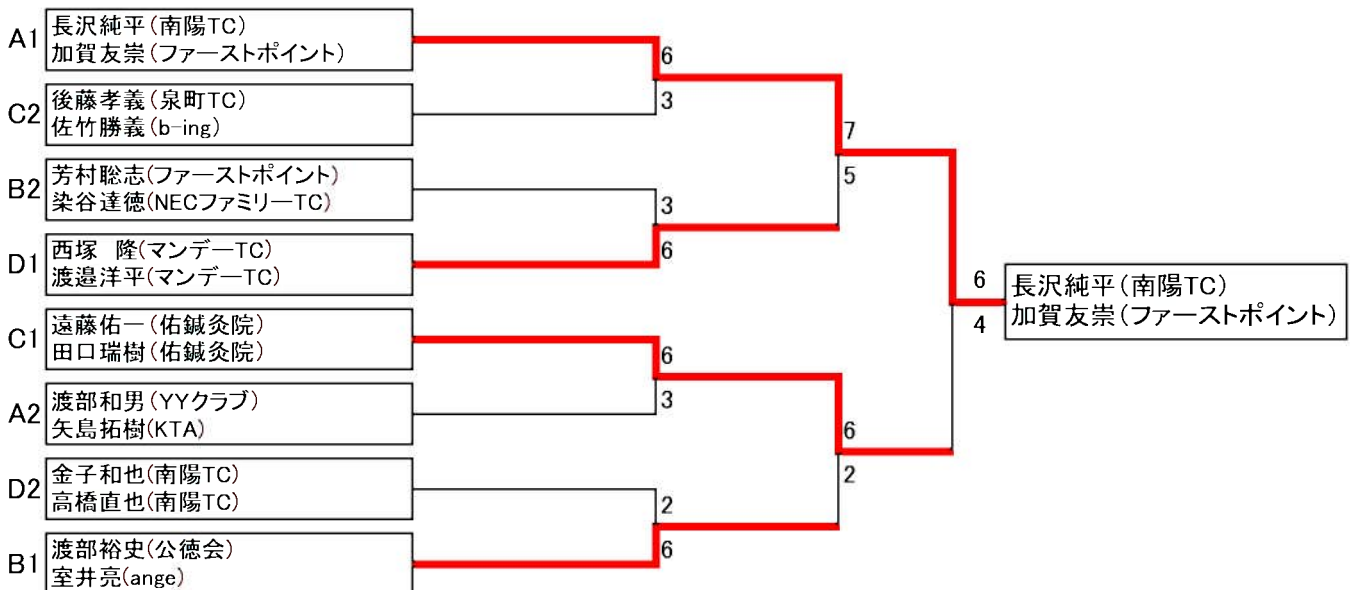 A1
長沢純平(南陽TC)
加賀友崇(ファーストポイント)
6
3
C2
後藤孝義(泉町TC)
佐竹勝義(b-ing)
7
5
B2
芳村聡志(ファーストポイント)
染谷達徳(NECファミリーTC)
3
6
D1
西塚　隆(マンデーTC)
渡邉洋平(マンデーTC)
6
4
長沢純平(南陽TC)
加賀友崇(ファーストポイント)
C1
遠藤佑一(佑鍼灸院)
田口瑞樹(佑鍼灸院)
6
3
A2
渡部和男(YYクラブ)
矢島拓樹(KTA)
6
2
D2
金子和也(南陽TC)
高橋直也(南陽TC)
2
6
B1
渡部裕史(公徳会)
室井亮(ange)